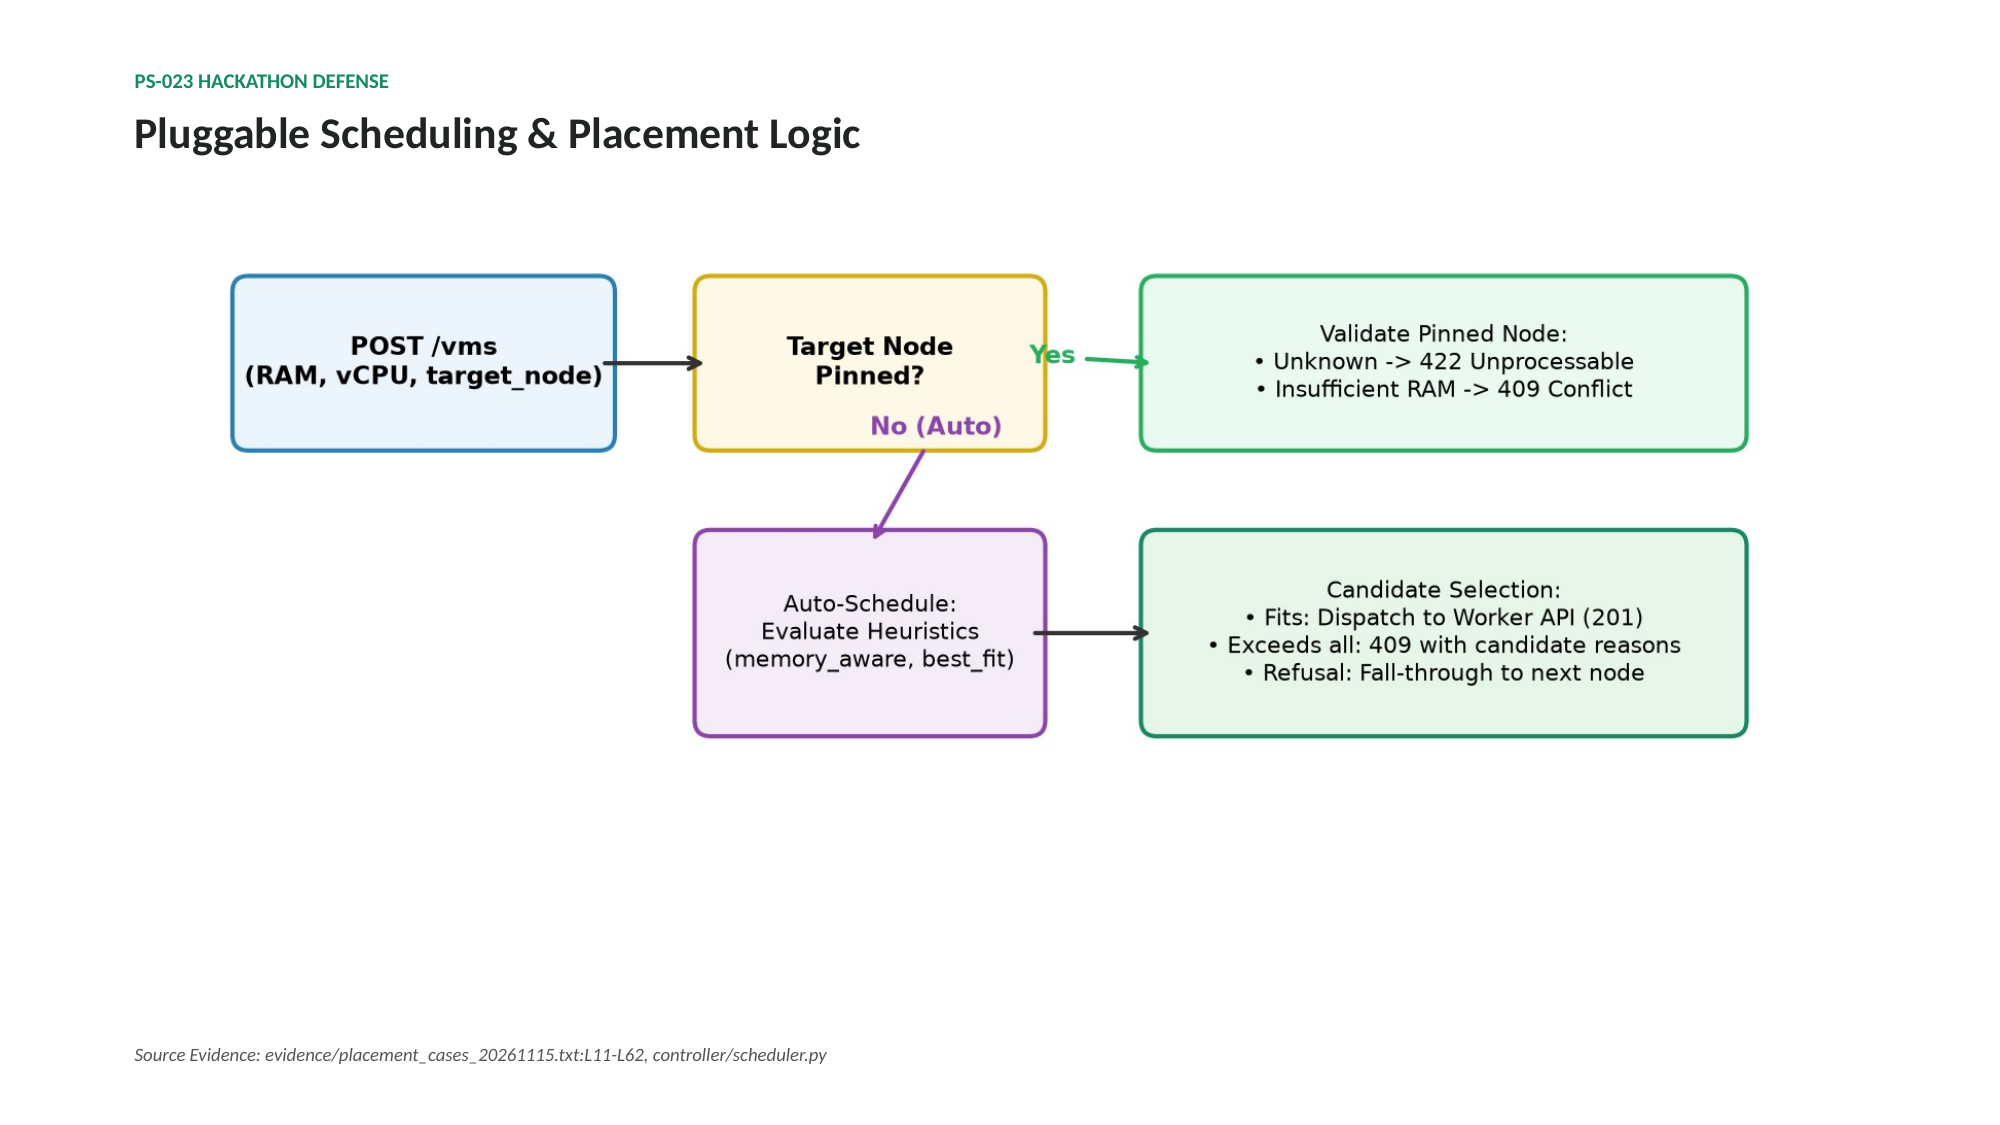 PS-023 HACKATHON DEFENSE
Pluggable Scheduling & Placement Logic
POST /vms
(RAM, vCPU, target_node)
Target Node
Pinned?
Yes
No (Auto)
Validate Pinned Node:
• Unknown -> 422 Unprocessable
• Insufficient RAM -> 409 Conflict
Auto-Schedule:
Evaluate Heuristics
(memory_aware, best_fit)
Candidate Selection:
• Fits: Dispatch to Worker API (201)
• Exceeds all: 409 with candidate reasons
• Refusal: Fall-through to next node
Source Evidence: evidence/placement_cases_20261115.txt:L11-L62, controller/scheduler.py